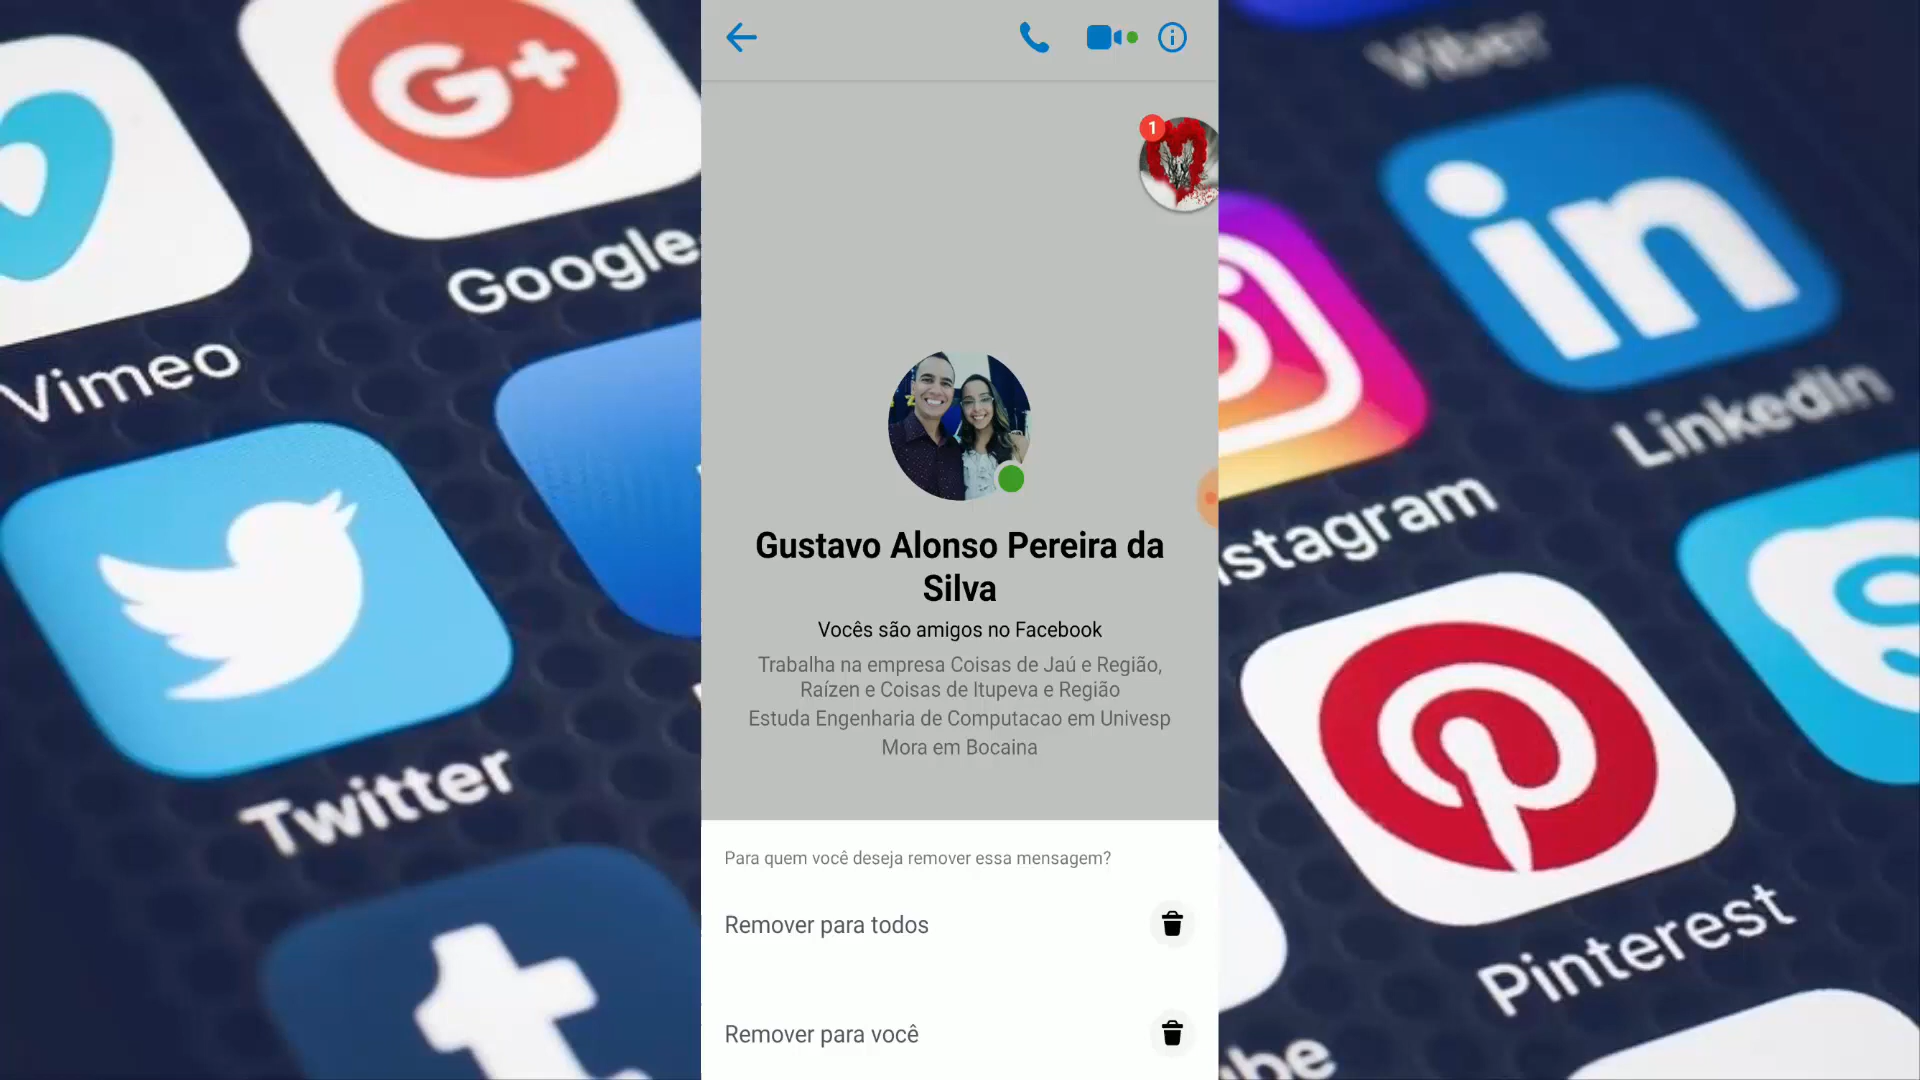 Viber
1
G+
in
Google
Vimeo
LinkedIn
Instagram
Gustavo Alonso Pereira da
Silva
Vocês são amigos no Facebook
Trabalha na empresa Coisas de Jaú e Região,
Raízen e Coisas de Itupeva e Região
Estuda Engenharia de Computacao em Univesp
Mora em Bocaina
Twitter
Para quem você deseja remover essa mensagem?
Remover para todos
Remover para você
t
Pinterest